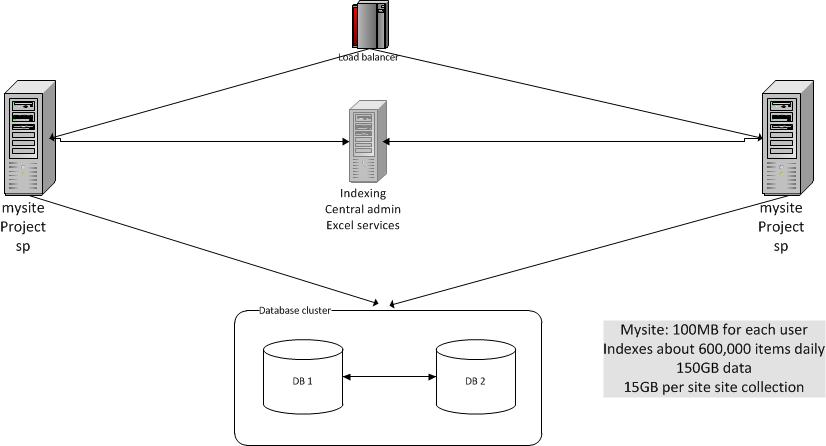 Load balancer
mysite
Project
sp
Indexing
Central admin
Excel services
mysite
Project
sp
Database cluster
DB 1
DB 2
Mysite: 100MB for each user
Indexes about 600,000 items daily
150GB data
15GB per site site collection